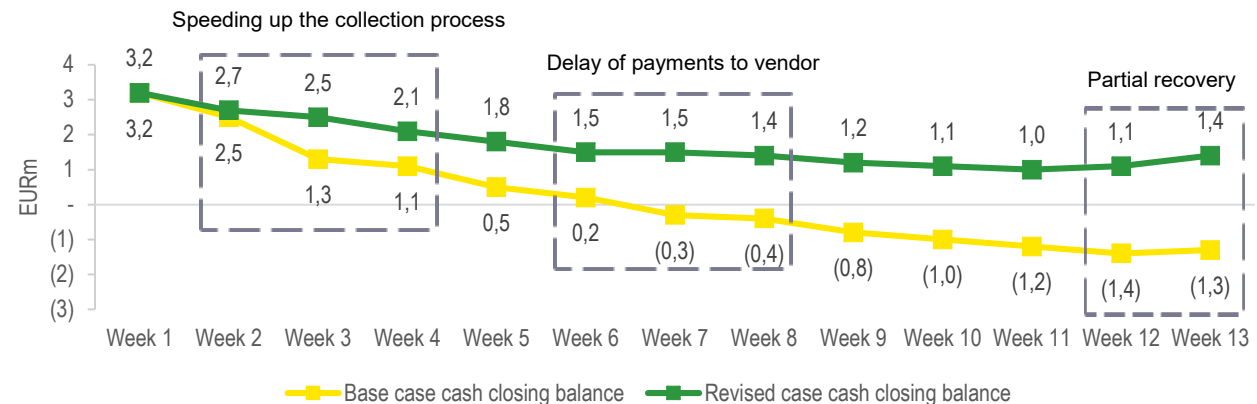 Speeding up the collection process
Delay of payments to vendor
Partial recovery
EURm
4
3
2
1
-
(1)
(2)
(3)
3,2 2,7 2,5 2,1 1,8 1,5 1,5 1,4 1,2 1,1 1,0 1,1 1,4
3,2 2,5 1,3 1,1 0,5 0,2 (0,3) (0,4) (0,8) (1,0) (1,2) (1,4) (1,3)
Week 1 Week 2 Week 3 Week 4 Week 5 Week 6 Week 7 Week 8 Week 9 Week 10 Week 11 Week 12 Week 13
Base case cash closing balance Revised case cash closing balance